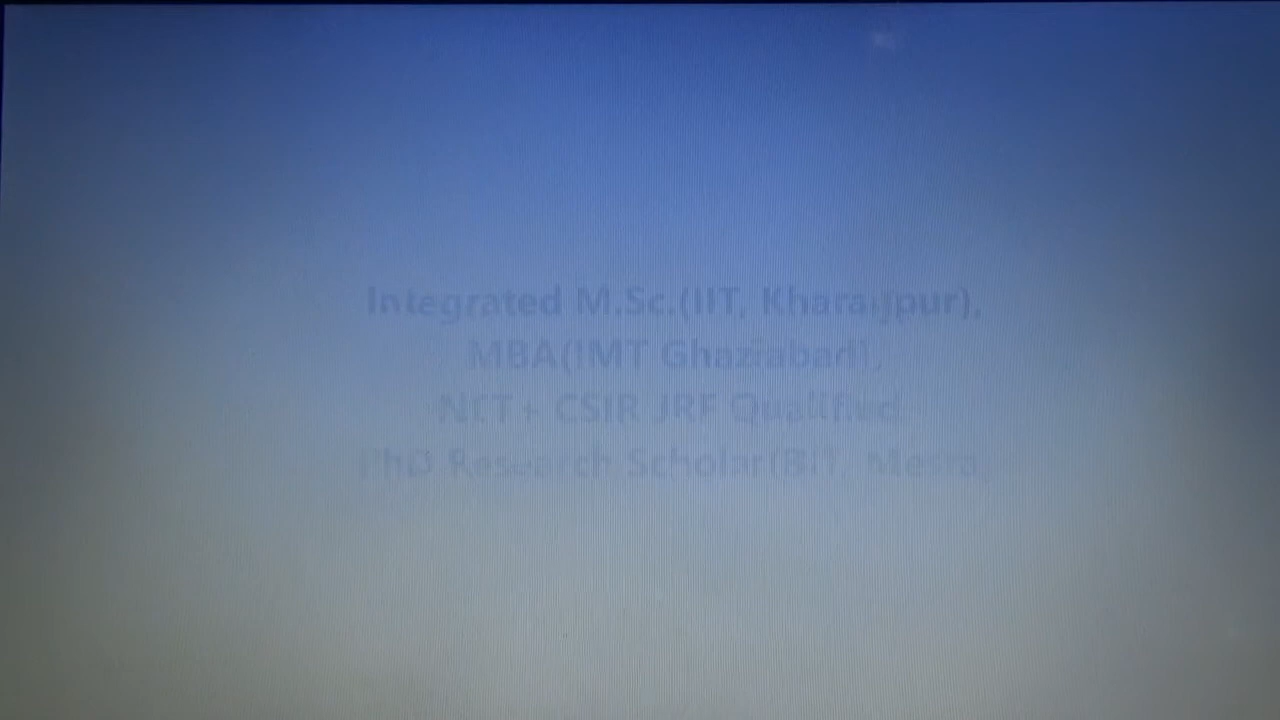 Integrated M.Sc.(IIT, Kharagpur),
MBA(IMT Ghaziabad),
NET+ CSIR JRF Qualified
PhD Research Scholar(BIT, Mesra)